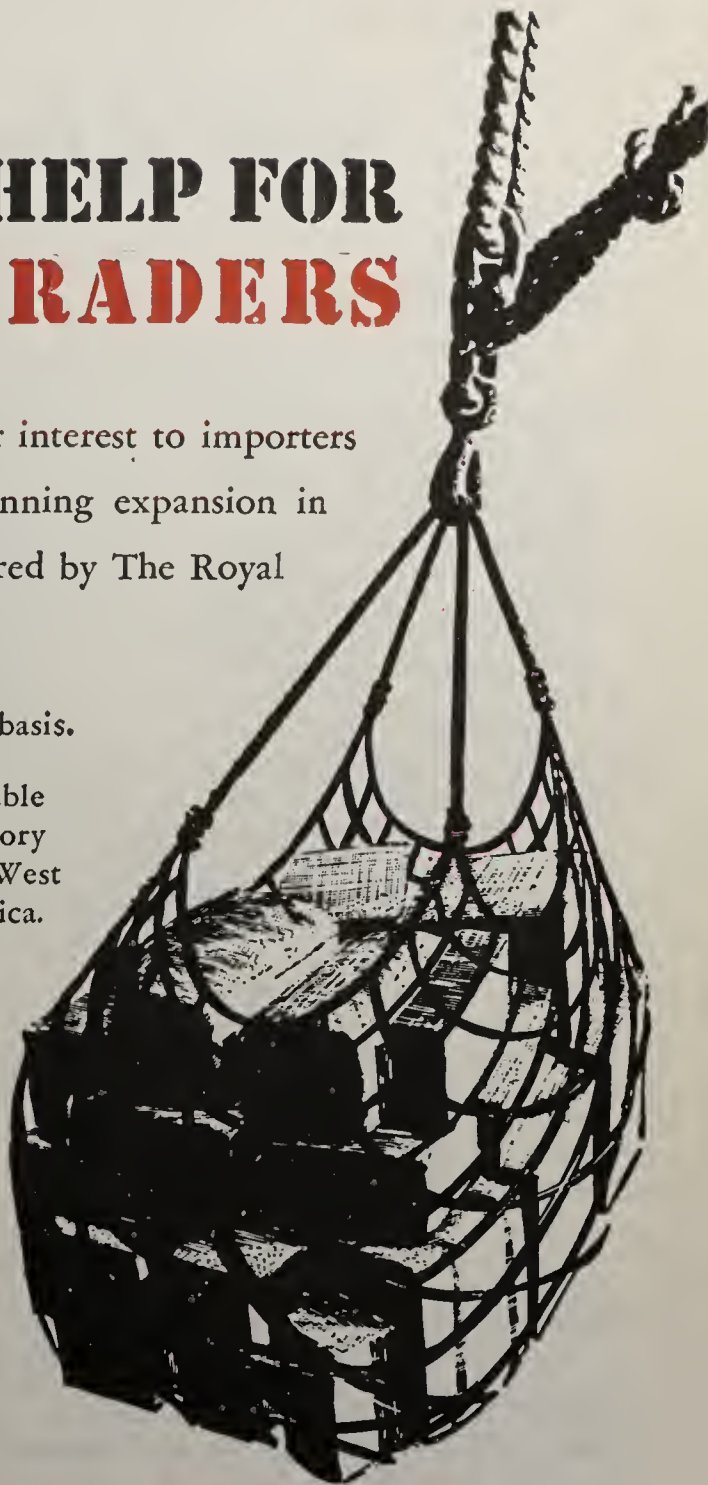 HELP FOR
RADERS
interest to importers
nning expansion in
red by The Royal
basis.
ble
ory
West
ica.